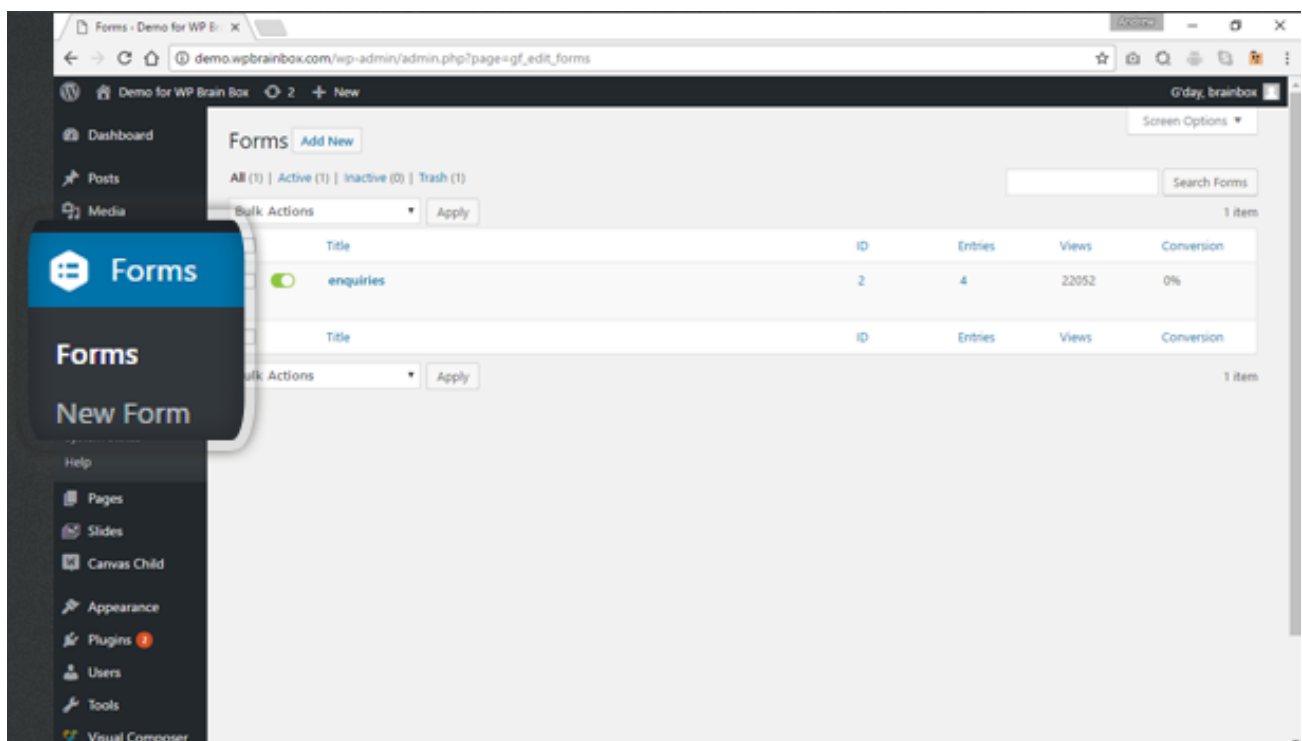 Forms ‹ Demo for WP Br
Andrew
demo.wpbrainbox.com/wp-admin/admin.php?page=gf_edit_forms
Demo for WP Brain Box 2 + New
G'day, brainbox
Screen Options ▼
Dashboard
Posts
Media
Forms
Forms
New Form
Help
Pages
Slides
Canvas Child
Appearance
Plugins 2
Users
Tools
Visual Composer
Forms Add New
All (1) | Active (1) | Inactive (0) | Trash (1)
Search Forms
Bulk Actions Apply
1 item
Title ID Entries Views Conversion
enquiries 2 4 22052 0%
Title ID Entries Views Conversion
ulk Actions Apply
1 item